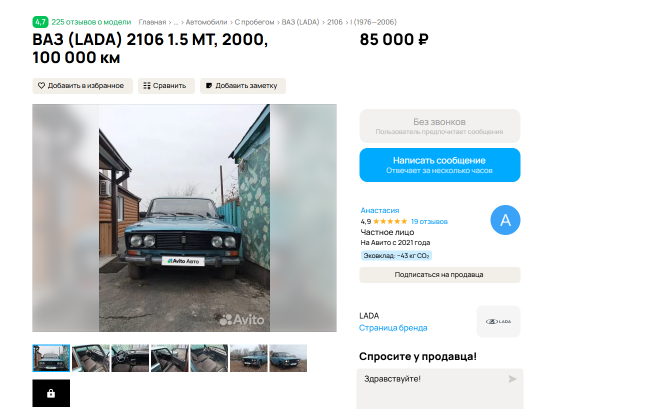 4,7 225 отзывов о модели Главная › ... › Автомобили › С пробегом › ВАЗ (LADA) › 2106 › I (1976—2006)
ВАЗ (LADA) 2106 1.5 MT, 2000,
100 000 км
85 000 ₽
Добавить в избранное Сравнить Добавить заметку
Без звонков
Пользователь предпочитает сообщения
Написать сообщение
Отвечает за несколько часов
Анастасия
4,9 ★★★★★ 19 отзывов
Частное лицо
На Авито с 2021 года
Эковклад: −43 кг CO₂
А
Подписаться на продавца
Avito Авто
Avito
LADA
Страница бренда
LADA
Спросите у продавца!
Здравствуйте!